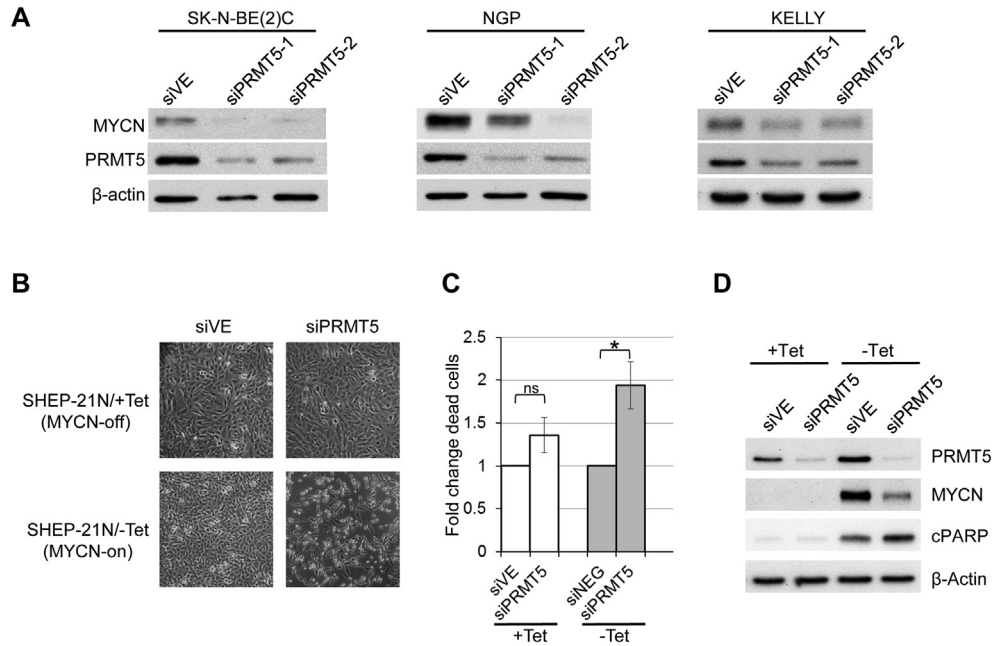 A
SK-N-BE(2)C
NGP
KELLY
siVE
siPRMT5-1
siPRMT5-2
siVE
siPRMT5-1
siPRMT5-2
siVE
siPRMT5-1
siPRMT5-2
MYCN
PRMT5
β-actin
B
siVE
siPRMT5
SHEP-21N/+Tet
(MYCN-off)
SHEP-21N/-Tet
(MYCN-on)
C
Fold change dead cells
2.5
2
1.5
1
0.5
0
ns
*
siVE
siPRMT5
siNEG
siPRMT5
+Tet
-Tet
D
+Tet
-Tet
siVE
siPRMT5
siVE
siPRMT5
PRMT5
MYCN
cPARP
β-Actin